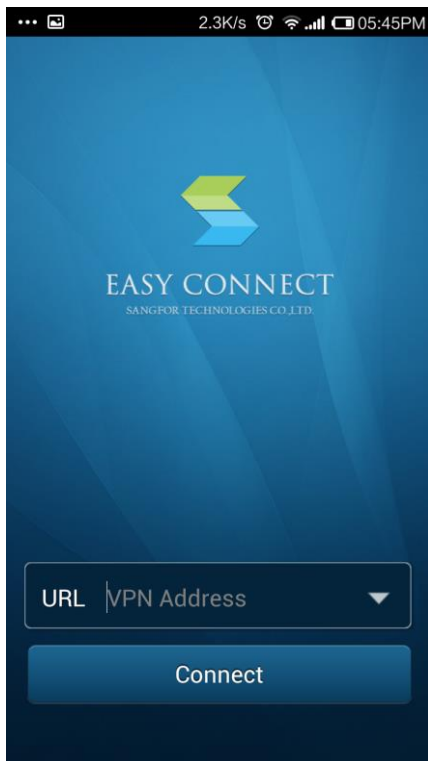 2.3K/s 05:45PM
EASY CONNECT
SANGFOR TECHNOLOGIES CO.,LTD.
URL VPN Address
Connect